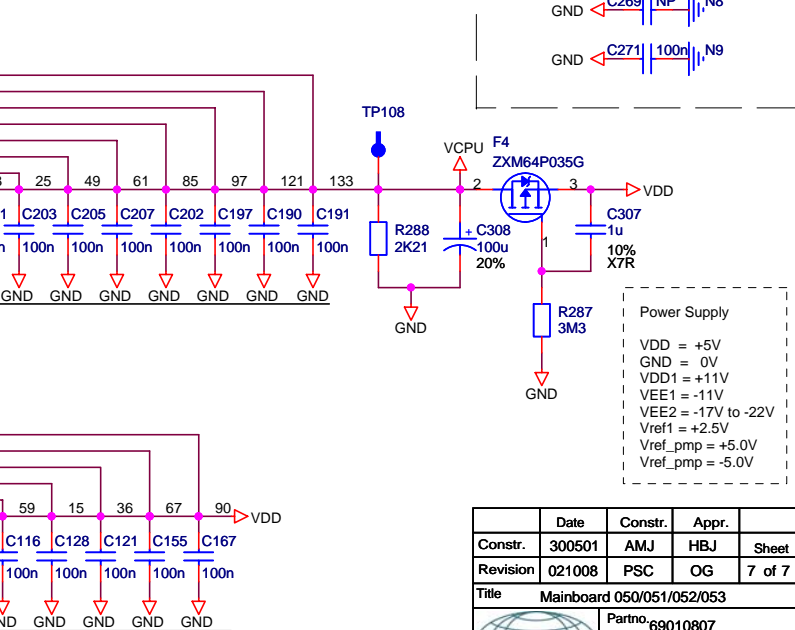 GND C269 NP N8
GND C271 100n N9
TP108
VCPU F4
ZXM64P035G
25 49 61 85 97 121 133 2 3 VDD
C203 C205 C207 C202 C197 C190 C191
100n 100n 100n 100n 100n 100n 100n
R288
2K21
+ C308
100u
20%
C307
1u
10%
X7R
1
GND GND GND GND GND GND GND
GND
R287
3M3
GND
Power Supply
VDD = +5V
GND = 0V
VDD1 = +11V
VEE1 = -11V
VEE2 = -17V to -22V
Vref1 = +2.5V
Vref_pmp = +5.0V
Vref_pmp = -5.0V
59 15 36 67 90 VDD
C116 C128 C121 C155 C167
100n 100n 100n 100n 100n
GND GND GND GND
Date Constr. Appr.
Constr. 300501 AMJ HBJ Sheet
Revision 021008 PSC OG 7 of 7
Title Mainboard 050/051/052/053
Partno. 69010807